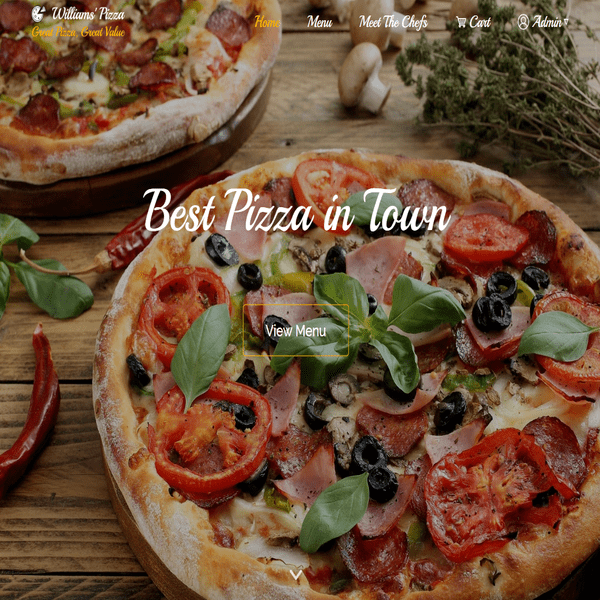 Williams' Pizza
Great Pizza, Great Value
Home
Menu
Meet The Chefs
Cart
Admin
Best Pizza in Town
View Menu